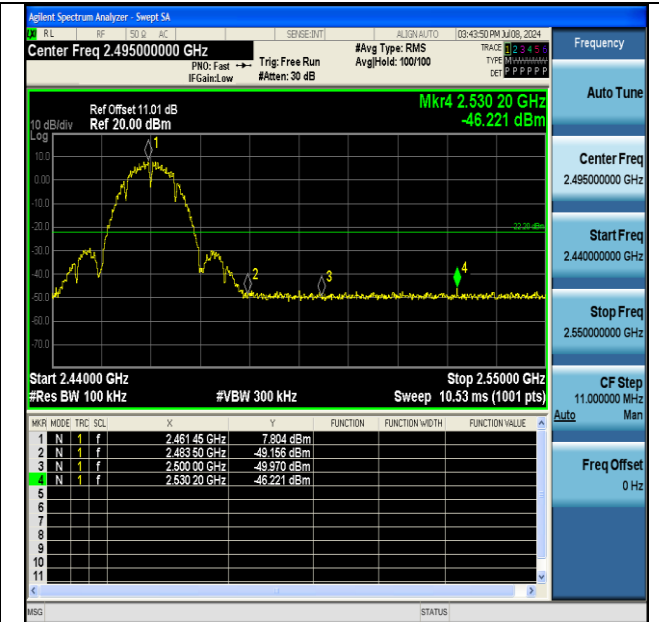 Agilent Spectrum Analyzer - Swept SA
RL RF 50 Ω AC SENSE:INT ALIGN AUTO 03:43:50 PM Jul 08, 2024
Center Freq 2.495000000 GHz #Avg Type: RMS TRACE 1 2 3 4 5 6
PNO: Fast Trig: Free Run Avg|Hold: 100/100 TYPE
IFGain:Low #Atten: 30 dB DET P P P P P P
Frequency
Auto Tune
Center Freq
2.495000000 GHz
Start Freq
2.440000000 GHz
Stop Freq
2.550000000 GHz
CF Step
11.000000 MHz
Auto Man
Freq Offset
0 Hz
Mkr4 2.530 20 GHz
Ref Offset 11.01 dB
10 dB/div Ref 20.00 dBm -46.221 dBm
Log
1
10.0
0.00
-10.0
-20.0
-22.20 dBm
-30.0
-40.0
2 3 4
-50.0
-60.0
-70.0
Start 2.44000 GHz Stop 2.55000 GHz
#Res BW 100 kHz #VBW 300 kHz Sweep 10.53 ms (1001 pts)
MKR MODE TRC SCL X Y FUNCTION FUNCTION WIDTH FUNCTION VALUE
1 N 1 f 2.461 45 GHz 7.804 dBm
2 N 1 f 2.483 50 GHz -49.156 dBm
3 N 1 f 2.500 00 GHz -49.970 dBm
4 N 1 f 2.530 20 GHz -46.221 dBm
5
6
7
8
9
10
11
MSG STATUS